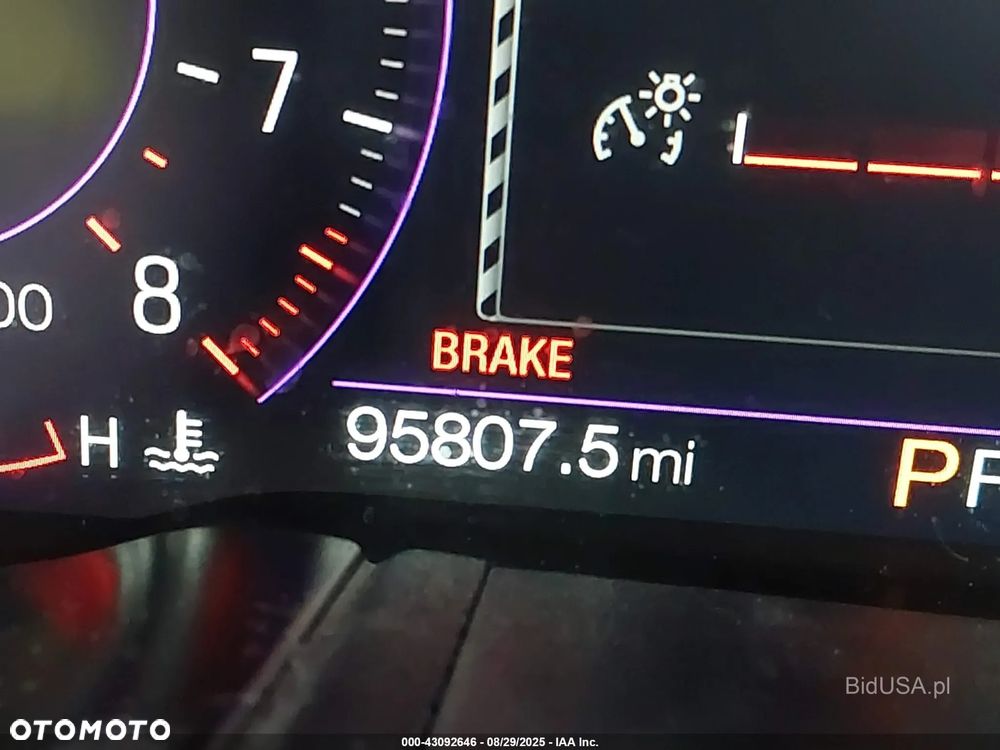 7
8
00
BRAKE
H
95807.5 mi
P
BidUSA.pl
OTOMOTO
000-43092646 - 08/29/2025 - IAA Inc.